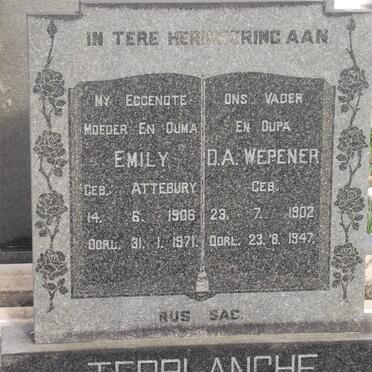 IN TERE HERINNERING AAN
MY EGGENOTE
MOEDER EN OUMA
EMILY
GEB. ATTEBURY
14. 6. 1906
OORL. 31. 1. 1971.
ONS VADER
EN OUPA
D.A. WEPENER
GEB.
23. 7. 1902
OORL. 23. 8. 1947.
RUS SAG.
TERBLANCHE